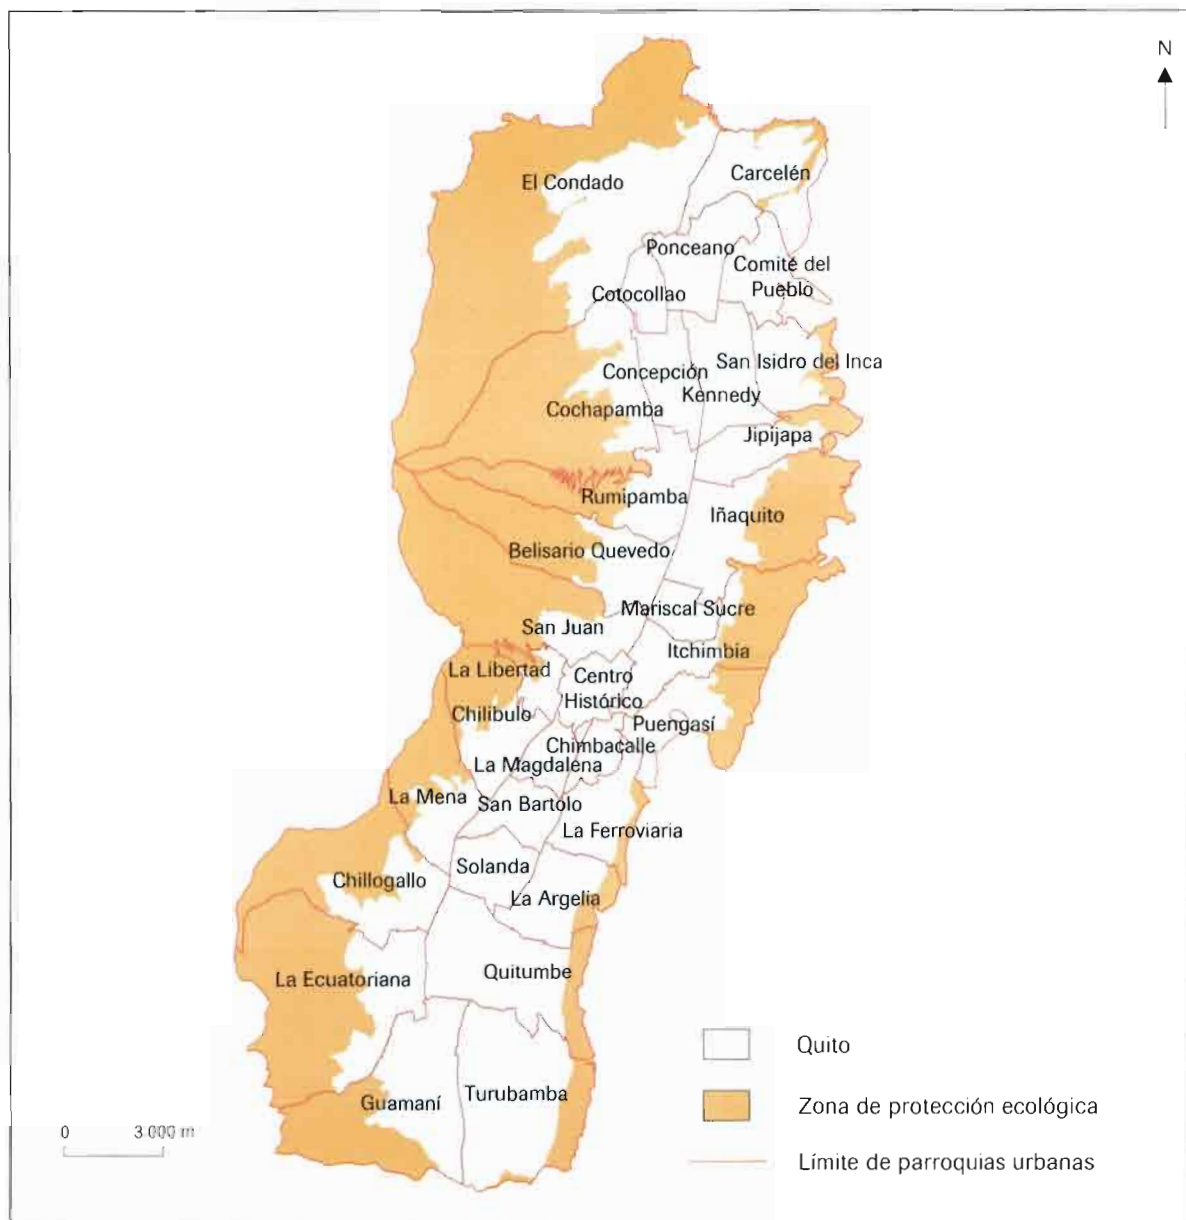 N
El Condado
Carcelén
Ponceano
Comité del
Pueblo
Cotocollao
San Isidro del Inca
Concepción
Kennedy
Cochapamba
Jipijapa
Rumipamba
Iñaquito
Belisario Quevedo
Mariscal Sucre
San Juan
Itchimbia
La Libertad
Centro
Histórico
Chilibulo
Puengasí
Chimbacalle
La Magdalena
La Mena
San Bartolo
La Ferroviaria
Solanda
Chillogallo
La Argelia
La Ecuatoriana
Quitumbe
Guamaní
Turubamba
Quito
Zona de protección ecológica
Límite de parroquias urbanas
0 3 000 m